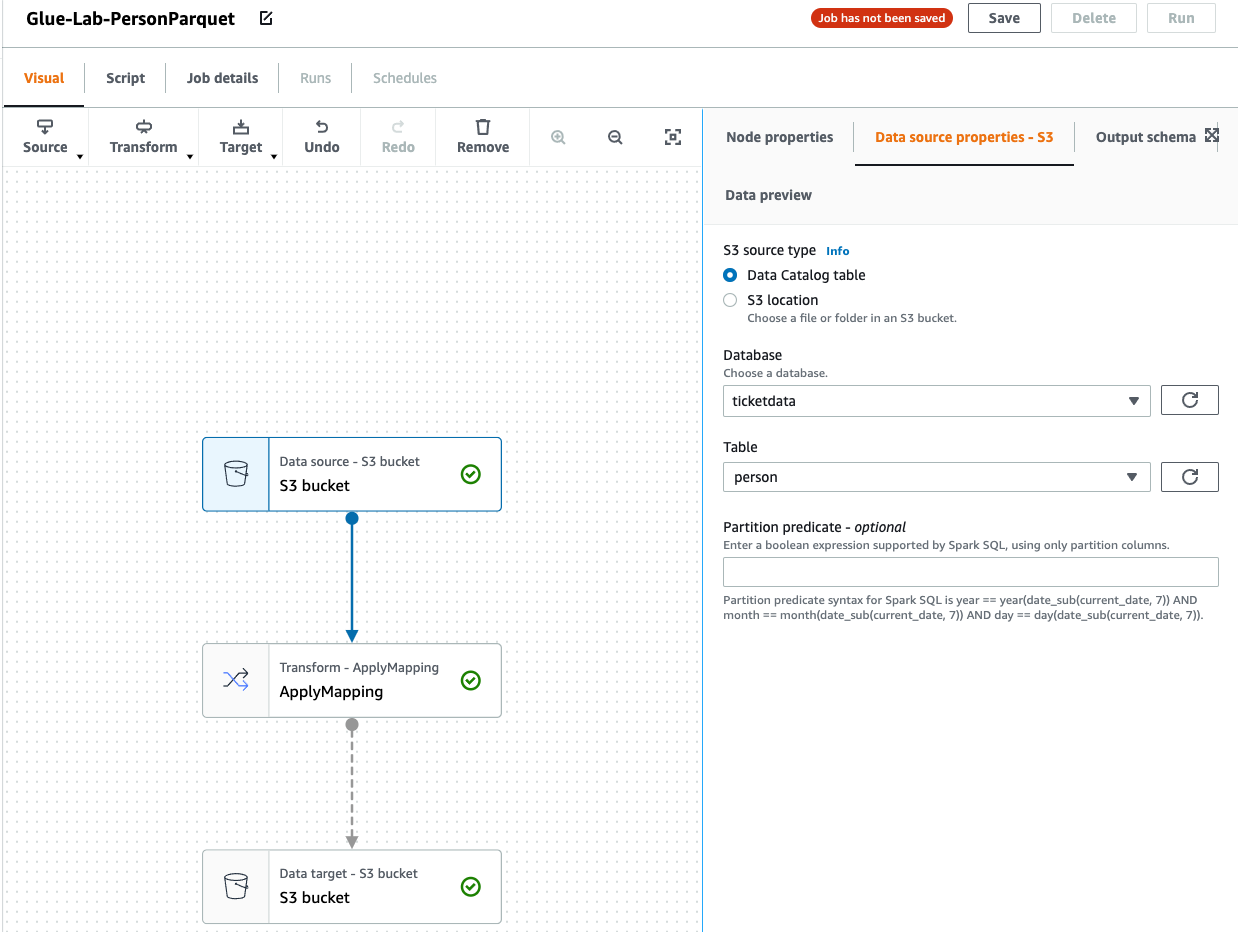 Glue-Lab-PersonParquet
Job has not been saved
Save
Delete
Run
Visual
Script
Job details
Runs
Schedules
Source
Transform
Target
Undo
Redo
Remove
Node properties
Data source properties - S3
Output schema
Data preview
S3 source type Info
Data Catalog table
S3 location
Choose a file or folder in an S3 bucket.
Database
Choose a database.
ticketdata
Table
person
Partition predicate - optional
Enter a boolean expression supported by Spark SQL, using only partition columns.
Partition predicate syntax for Spark SQL is year == year(date_sub(current_date, 7)) AND
month == month(date_sub(current_date, 7)) AND day == day(date_sub(current_date, 7)).
Data source - S3 bucket
S3 bucket
Transform - ApplyMapping
ApplyMapping
Data target - S3 bucket
S3 bucket